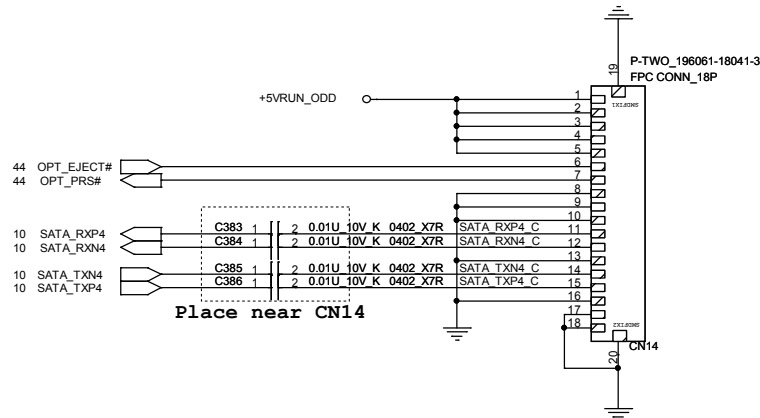 P-TWO_196061-18041-3
FPC CONN_18P
19
SMDFIX1
+5VRUN_ODD
1
2
3
4
5
44 OPT_EJECT# 6
44 OPT_PRS# 7
8
9
10
10 SATA_RXP4 C383 1 2 0.01U_10V_K 0402_X7R SATA_RXP4_C 11
10 SATA_RXN4 C384 1 2 0.01U_10V_K 0402_X7R SATA_RXN4_C 12
13
10 SATA_TXN4 C385 1 2 0.01U_10V_K 0402_X7R SATA_TXN4_C 14
10 SATA_TXP4 C386 1 2 0.01U_10V_K 0402_X7R SATA_TXP4_C 15
16
Place near CN14
17
18
SMDFIX2
CN14
20